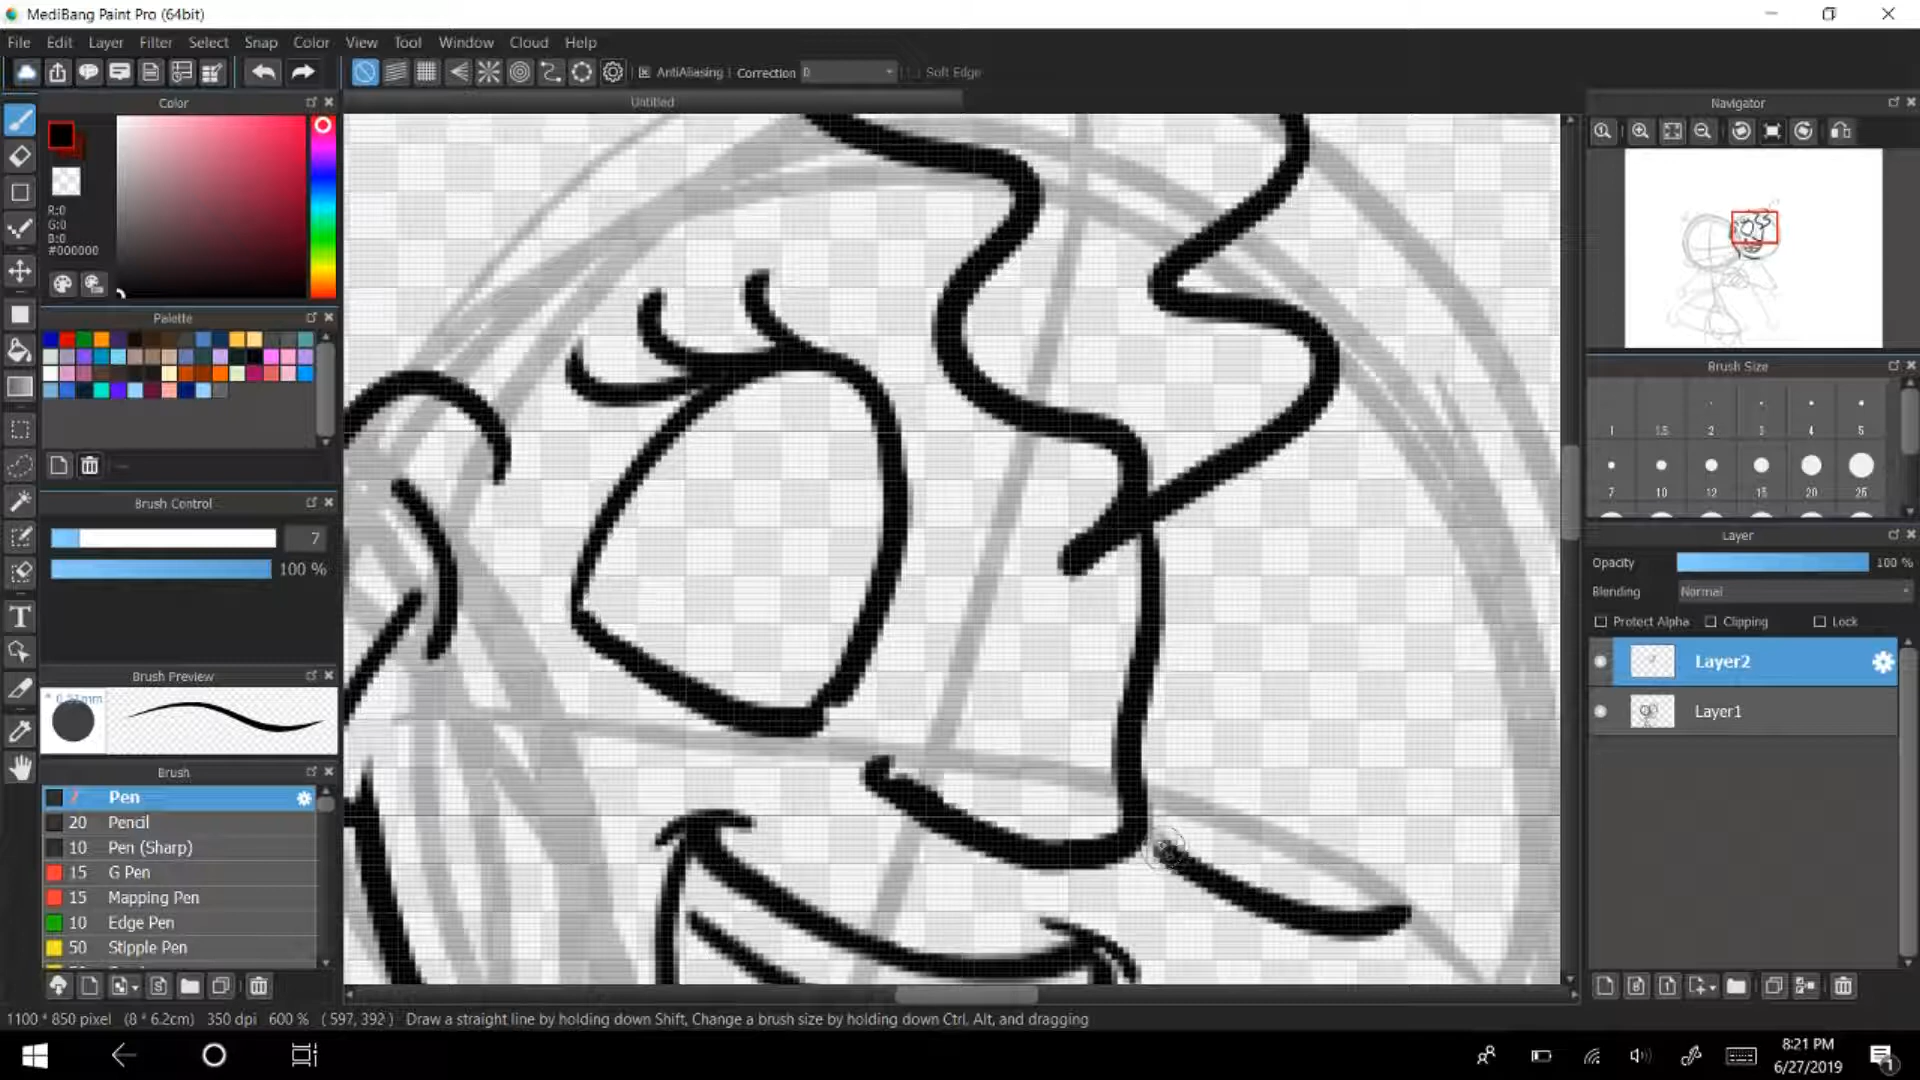 MediBang Paint Pro (64bit)
File Edit Layer Filter Select Snap Color View Tool Window Cloud Help
AntiAliasing Correction 0 Soft Edge
Color
Untitled
Navigator
R:0
G:0
B:0
#000000
Palette
Brush Size
1 1.5 2 3 4 5
7 10 12 15 20 25
Brush Control
7
100 %
Layer
Opacity 100 %
Blending Normal
Protect Alpha Clipping Lock
Layer2
Layer1
Brush Preview
Brush
7 Pen
20 Pencil
10 Pen (Sharp)
15 G Pen
15 Mapping Pen
10 Edge Pen
50 Stipple Pen
1100 * 850 pixel (8 * 6.2cm) 350 dpi 600 % ( 597, 392 ) Draw a straight line by holding down Shift, Change a brush size by holding down Ctrl, Alt, and dragging
8:21 PM
6/27/2019
1